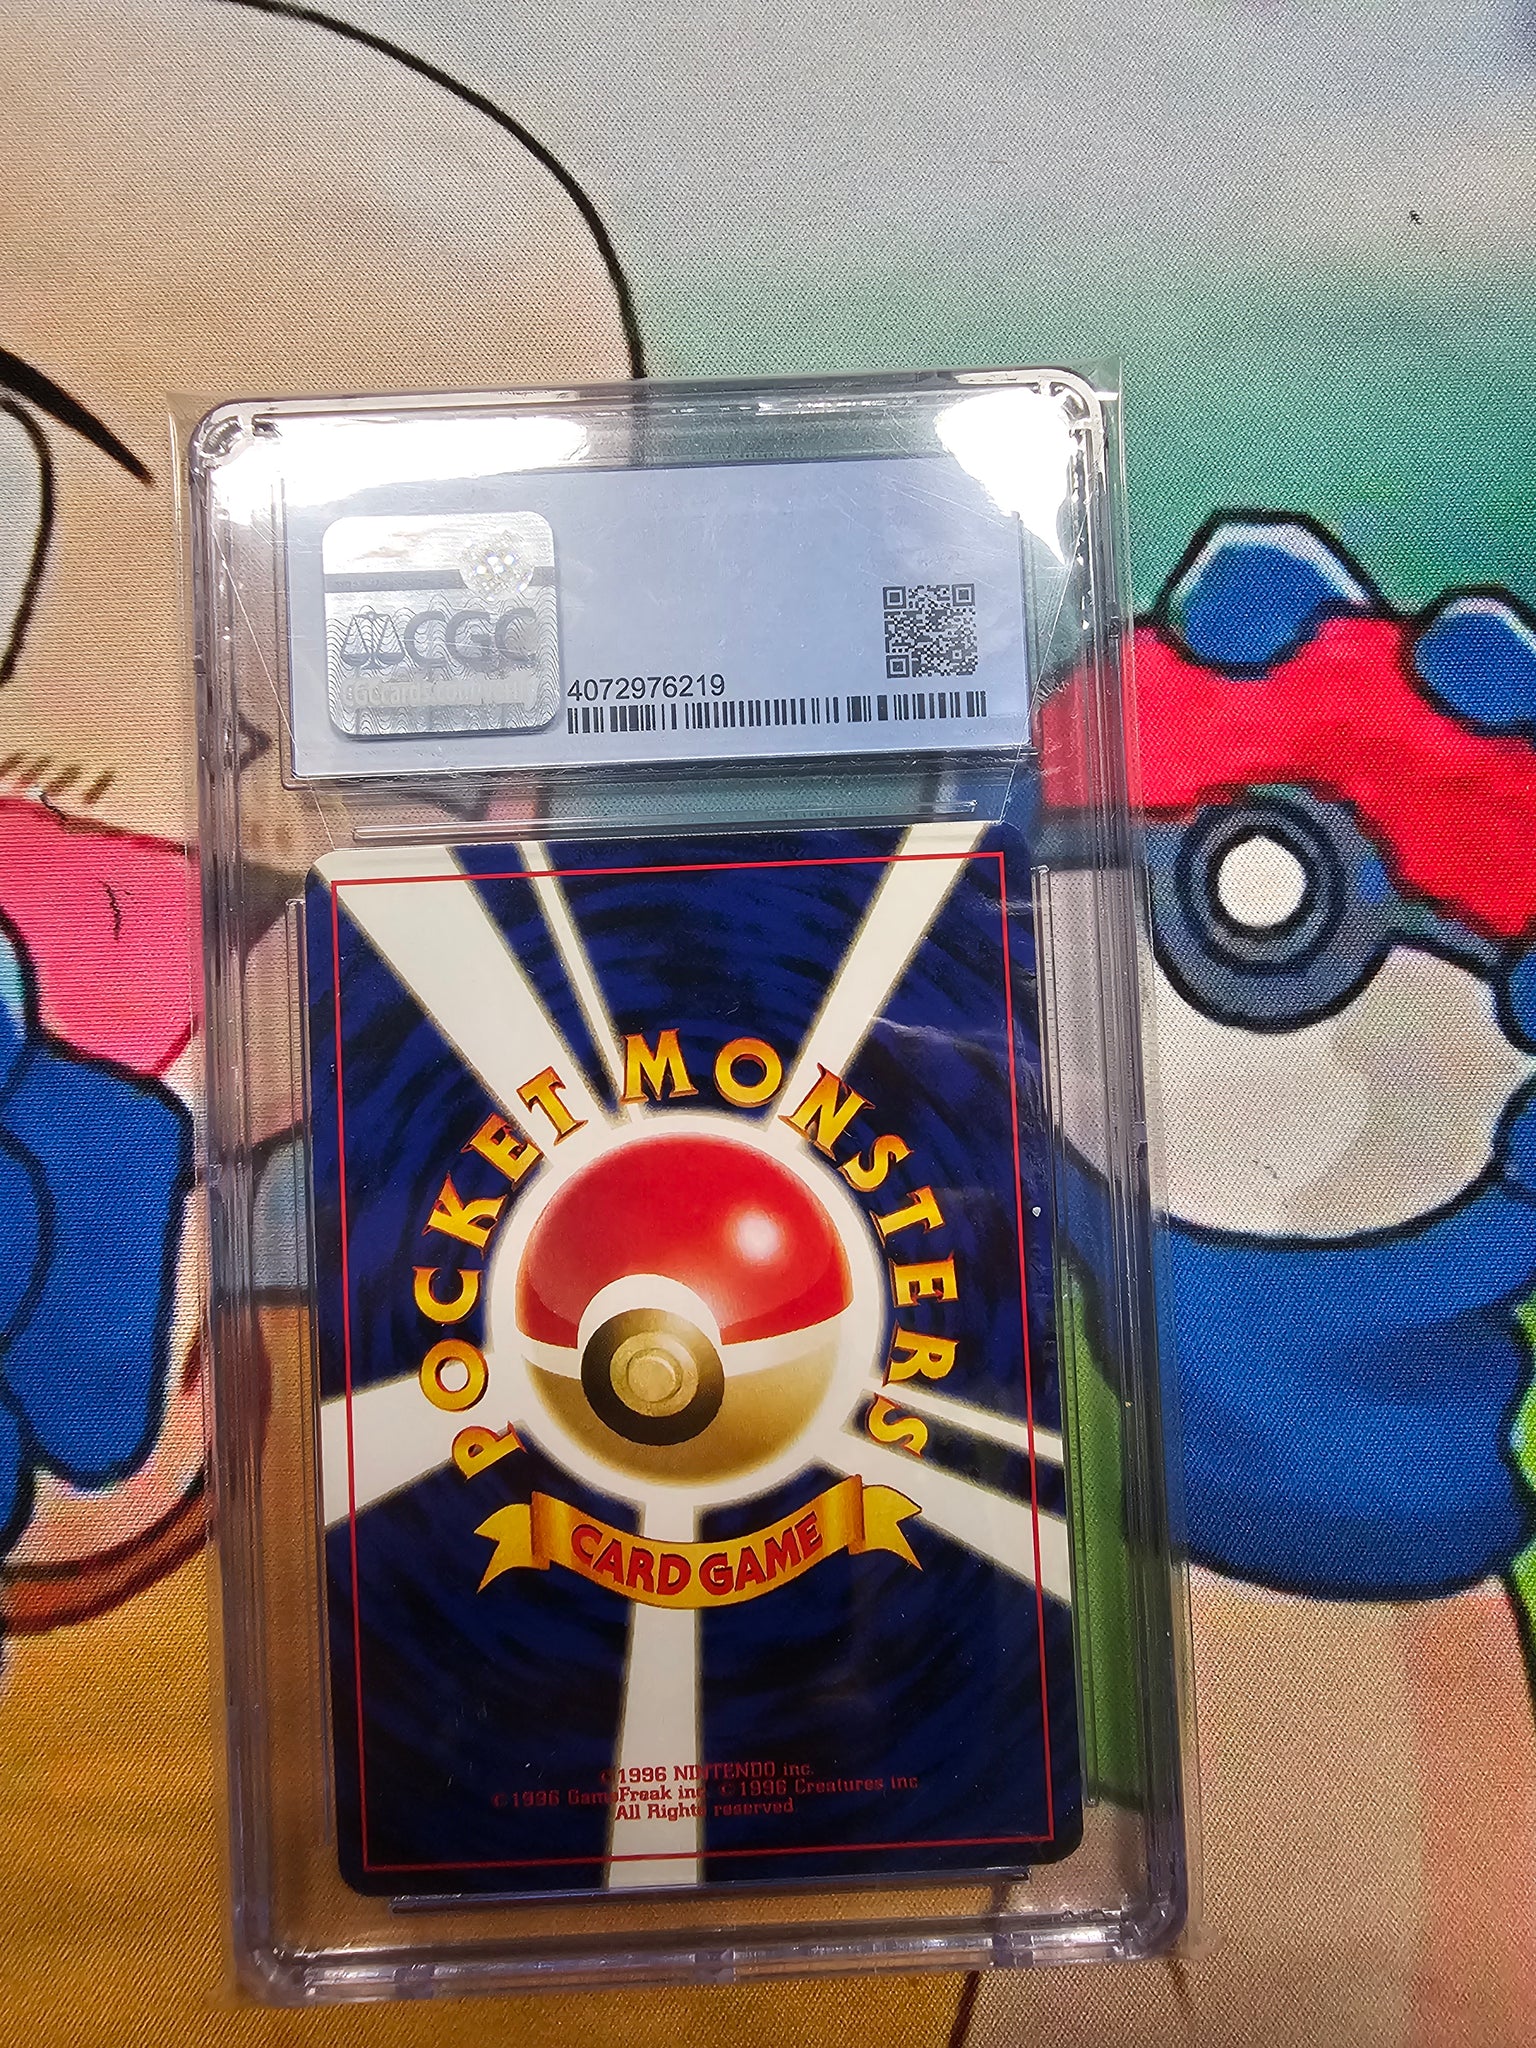 CGC
CGCcards.com/verify
4072976219
POCKET MONSTERS
CARD GAME
©1996 NINTENDO inc.
©1996 GameFreak inc. ©1996 Creatures inc
All Rights reserved